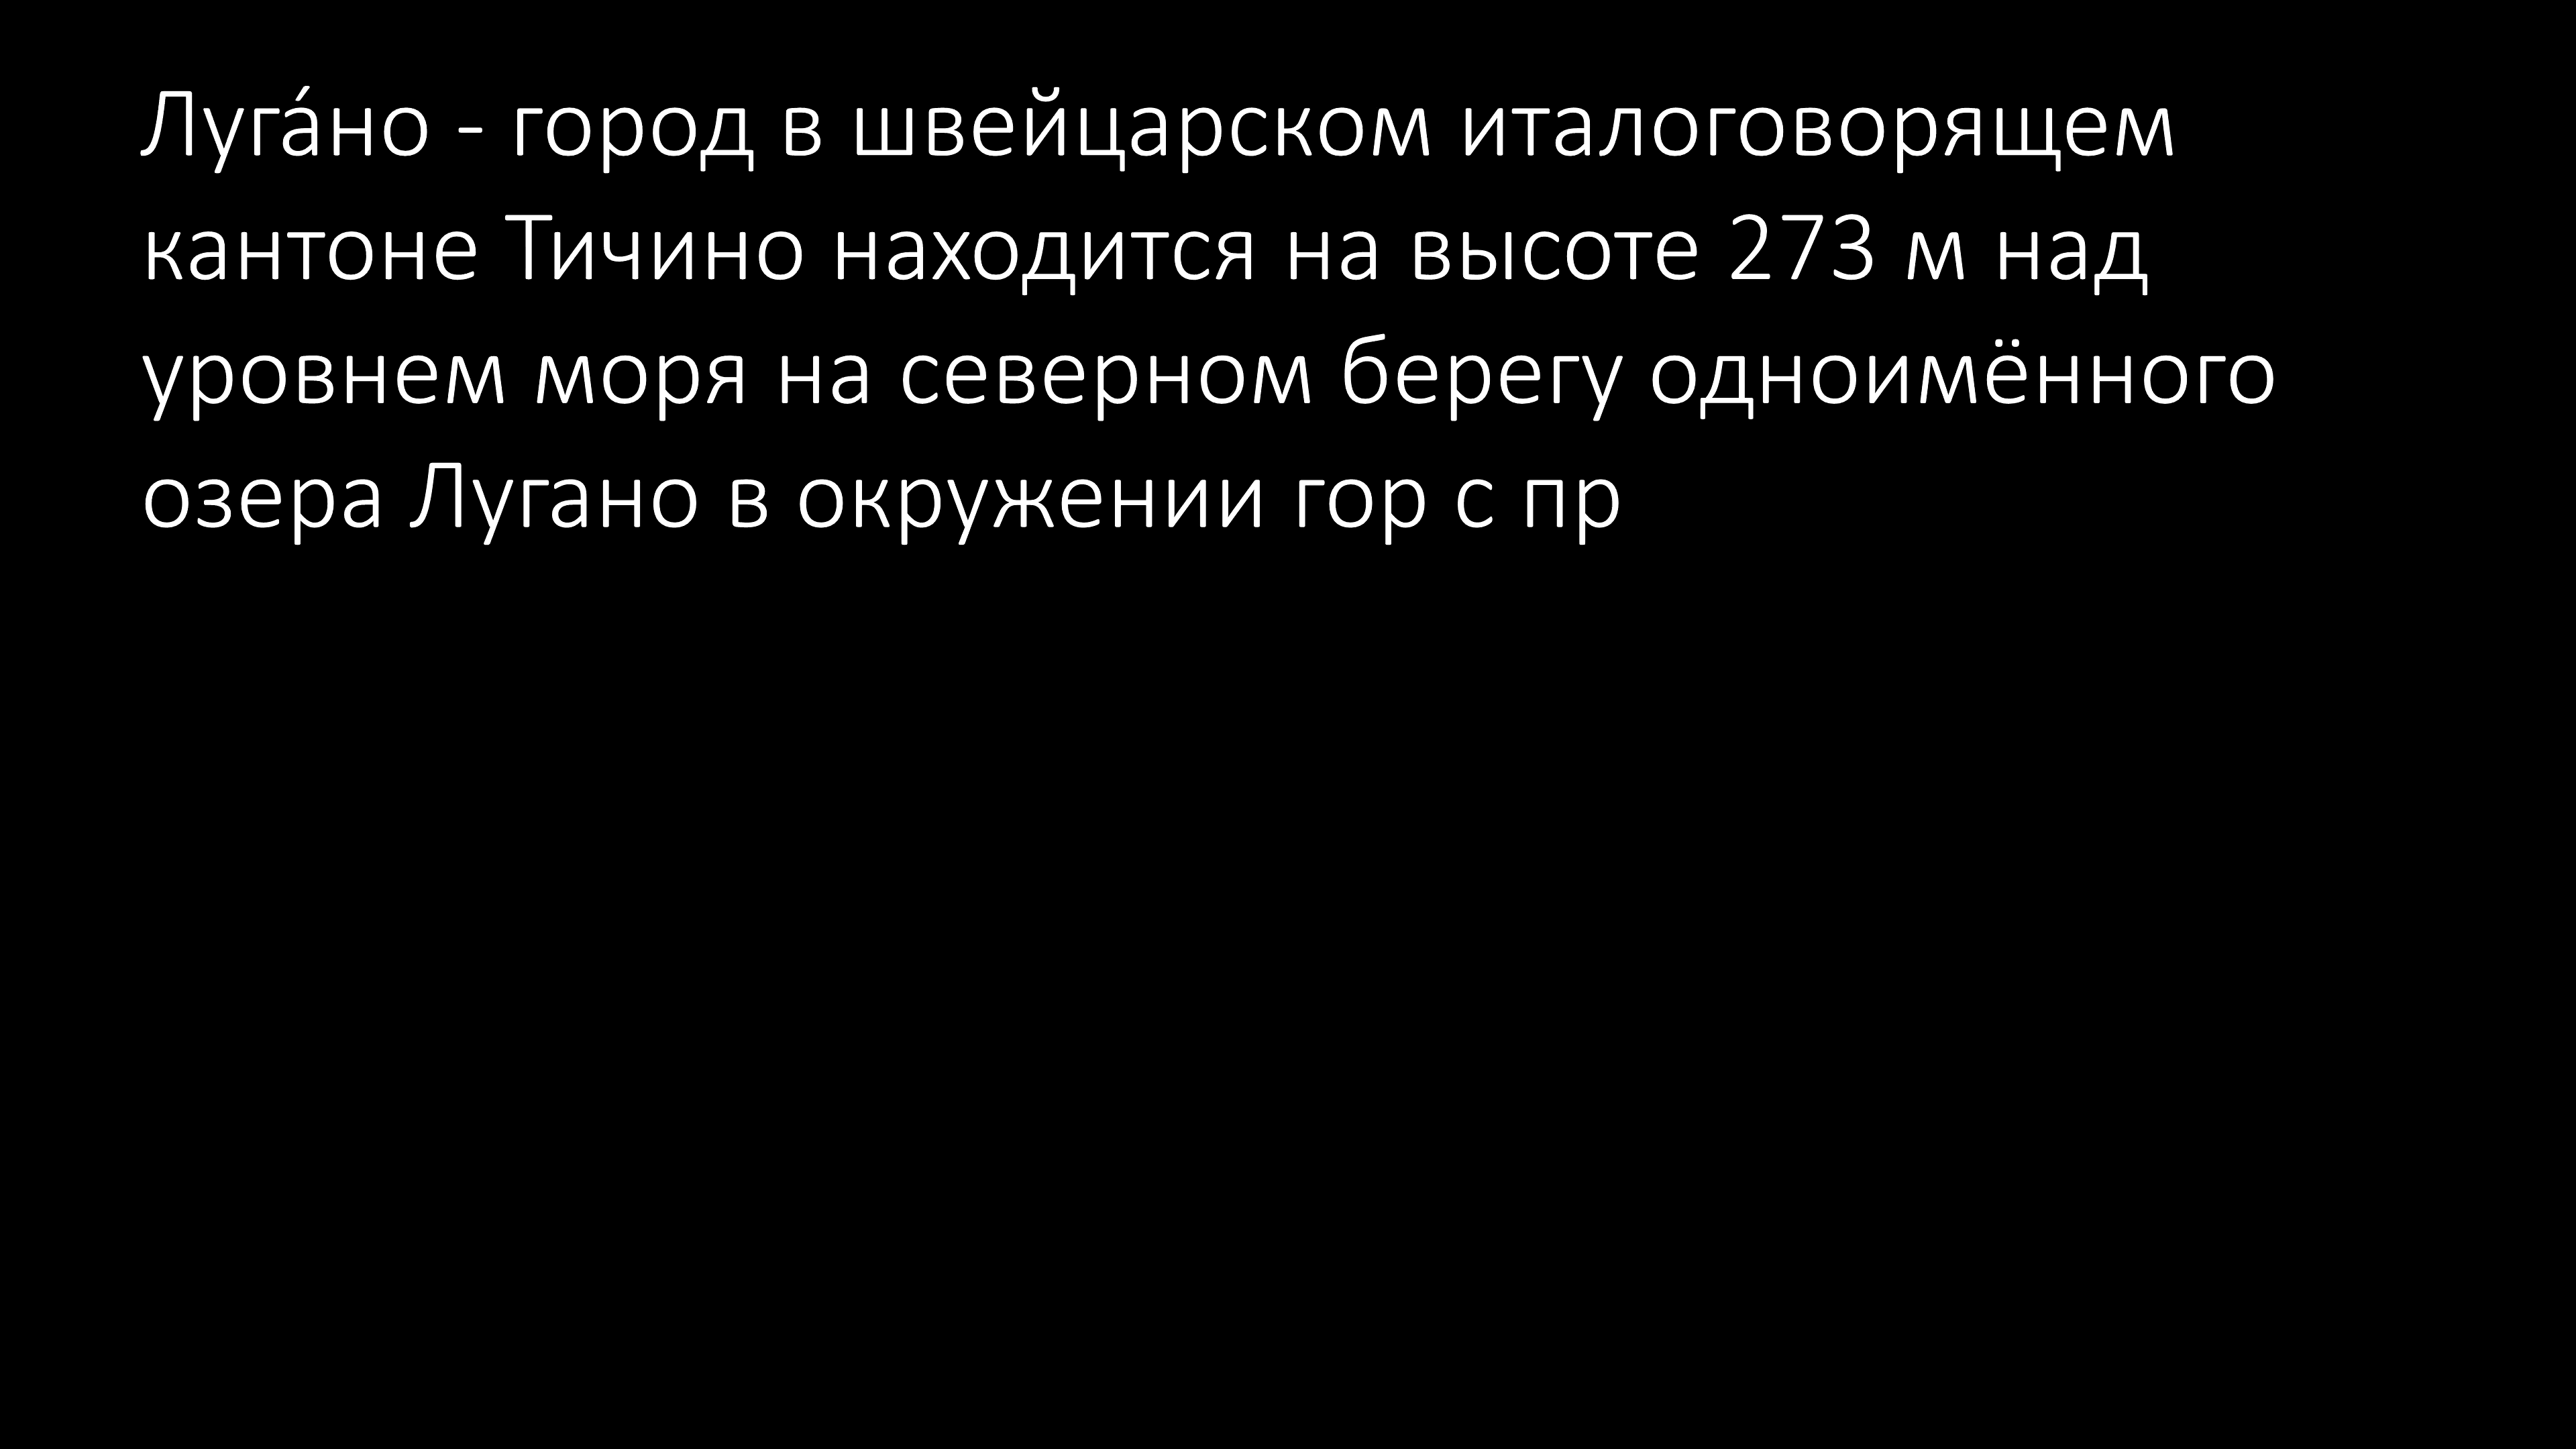 Луга́но - город в швейцарском италоговорящем
кантоне Тичино находится на высоте 273 м над
уровнем моря на северном берегу одноимённого
озера Лугано в окружении гор с пр